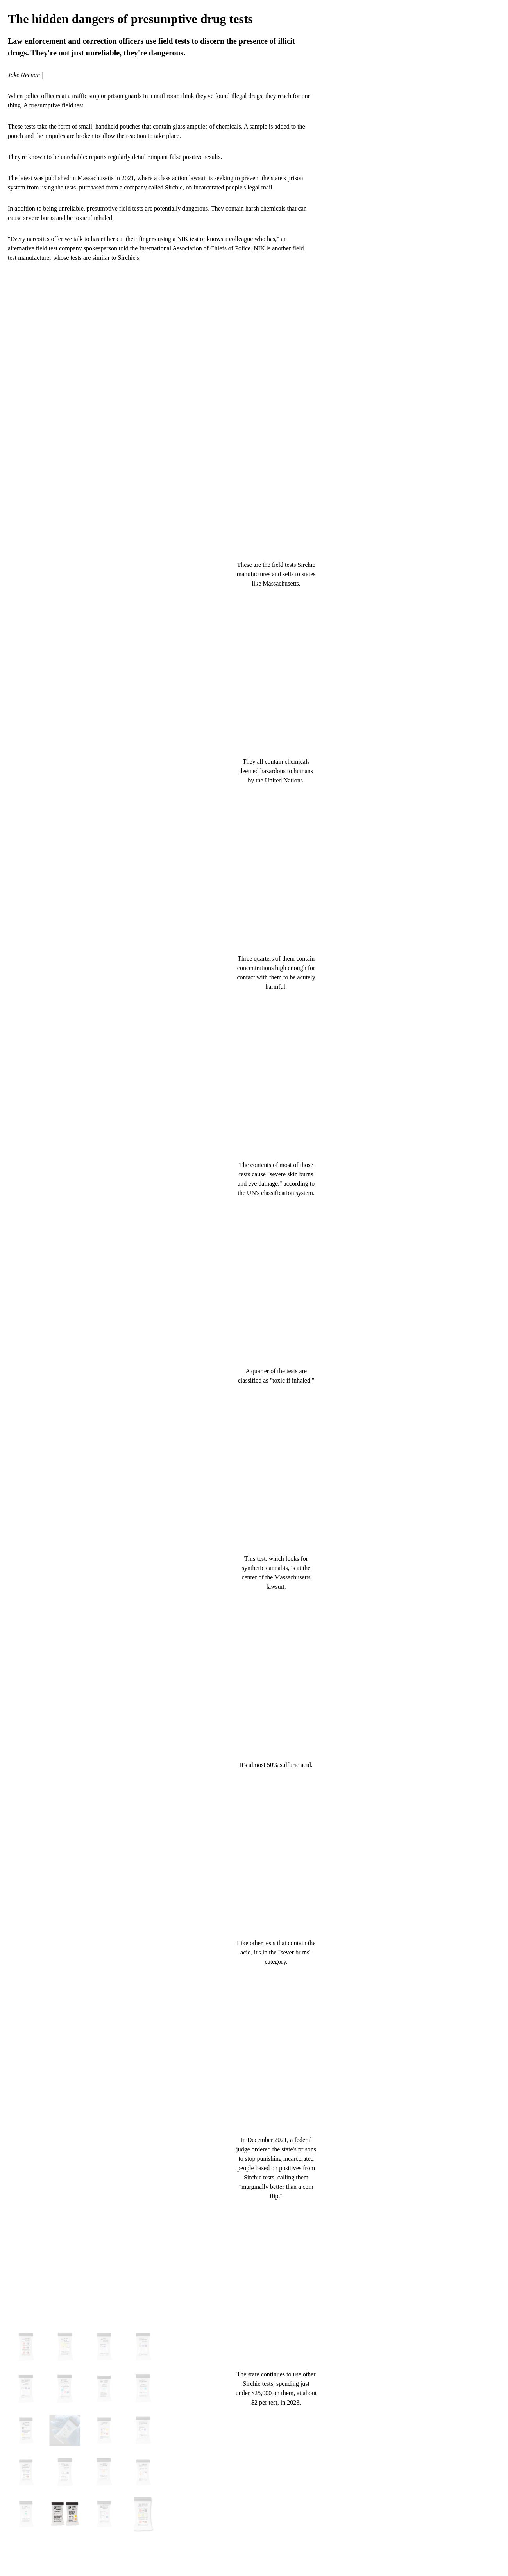 The hidden dangers of presumptive drug tests
Law enforcement and correction officers use field tests to discern the presence of illicit
drugs. They're not just unreliable, they're dangerous.
Jake Neenan |
When police officers at a traffic stop or prison guards in a mail room think they've found illegal drugs, they reach for one
thing. A presumptive field test.
These tests take the form of small, handheld pouches that contain glass ampules of chemicals. A sample is added to the
pouch and the ampules are broken to allow the reaction to take place.
They're known to be unreliable: reports regularly detail rampant false positive results.
The latest was published in Massachusetts in 2021, where a class action lawsuit is seeking to prevent the state's prison
system from using the tests, purchased from a company called Sirchie, on incarcerated people's legal mail.
In addition to being unreliable, presumptive field tests are potentially dangerous. They contain harsh chemicals that can
cause severe burns and be toxic if inhaled.
"Every narcotics offer we talk to has either cut their fingers using a NIK test or knows a colleague who has," an
alternative field test company spokesperson told the International Association of Chiefs of Police. NIK is another field
test manufacturer whose tests are similar to Sirchie's.
These are the field tests Sirchie
manufactures and sells to states
like Massachusetts.
They all contain chemicals
deemed hazardous to humans
by the United Nations.
Three quarters of them contain
concentrations high enough for
contact with them to be acutely
harmful.
The contents of most of those
tests cause "severe skin burns
and eye damage," according to
the UN's classification system.
A quarter of the tests are
classified as "toxic if inhaled."
This test, which looks for
synthetic cannabis, is at the
center of the Massachusetts
lawsuit.
It's almost 50% sulfuric acid.
Like other tests that contain the
acid, it's in the "sever burns"
category.
In December 2021, a federal
judge ordered the state's prisons
to stop punishing incarcerated
people based on positives from
Sirchie tests, calling them
"marginally better than a coin
flip."
The state continues to use other
Sirchie tests, spending just
under $25,000 on them, at about
$2 per test, in 2023.